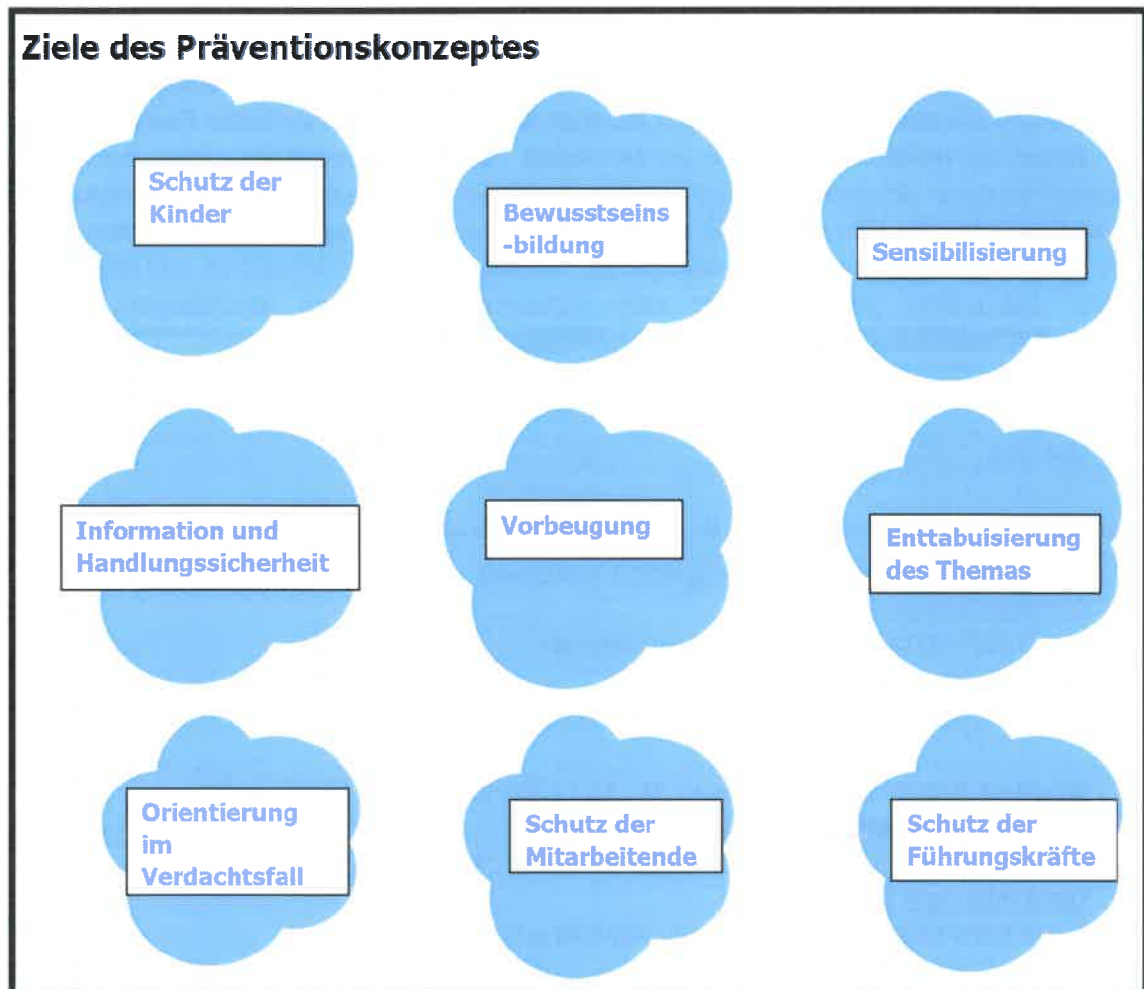 Ziele des Präventionskonzeptes
Schutz der
Kinder
Bewusstseins
-bildung
Sensibilisierung
Information und
Handlungssicherheit
Vorbeugung
Enttabuisierung
des Themas
Orientierung
im
Verdachtsfall
Schutz der
Mitarbeitende
Schutz der
Führungskräfte